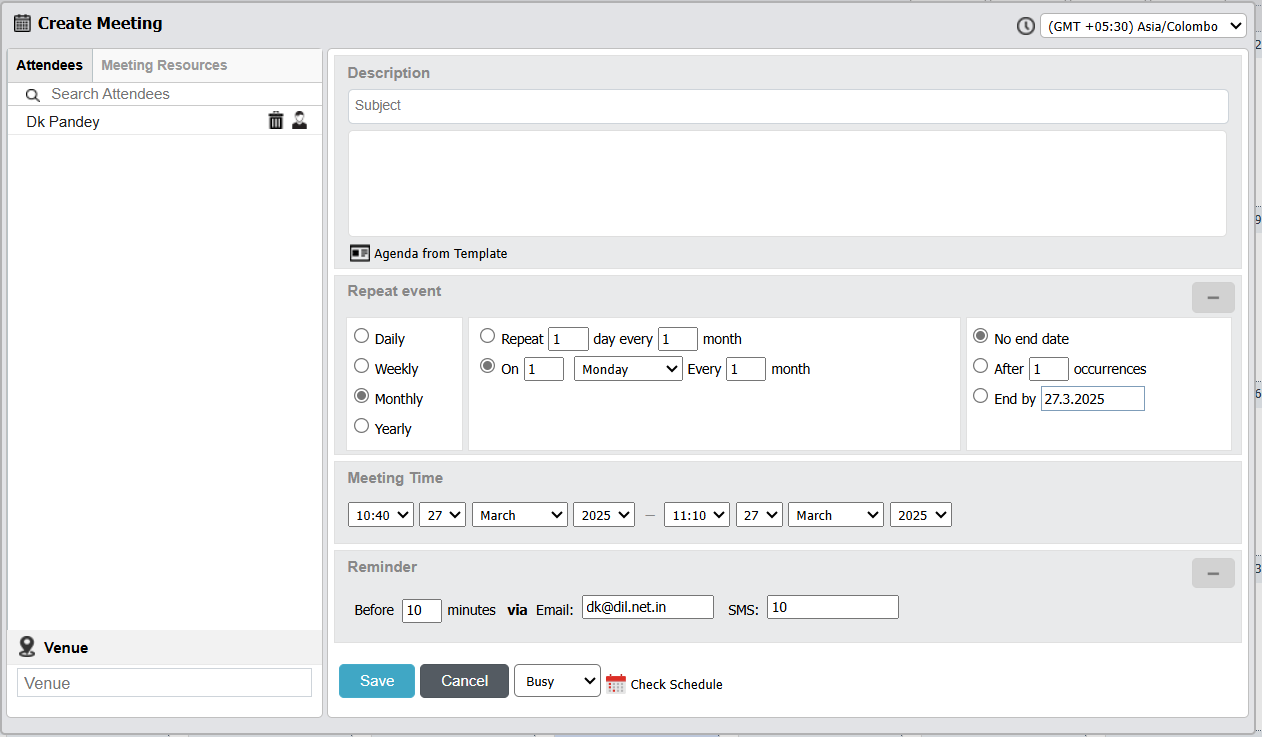 Create Meeting
(GMT +05:30) Asia/Colombo
Attendees Meeting Resources
Search Attendees
Dk Pandey
Venue
Venue
Description
Subject
Agenda from Template
Repeat event
Daily
Weekly
Monthly
Yearly
Repeat 1 day every 1 month
On 1 Monday Every 1 month
No end date
After 1 occurrences
End by 27.3.2025
Meeting Time
10:40 27 March 2025 – 11:10 27 March 2025
Reminder
Before 10 minutes via Email: dk@dil.net.in SMS: 10
Save Cancel Busy Check Schedule